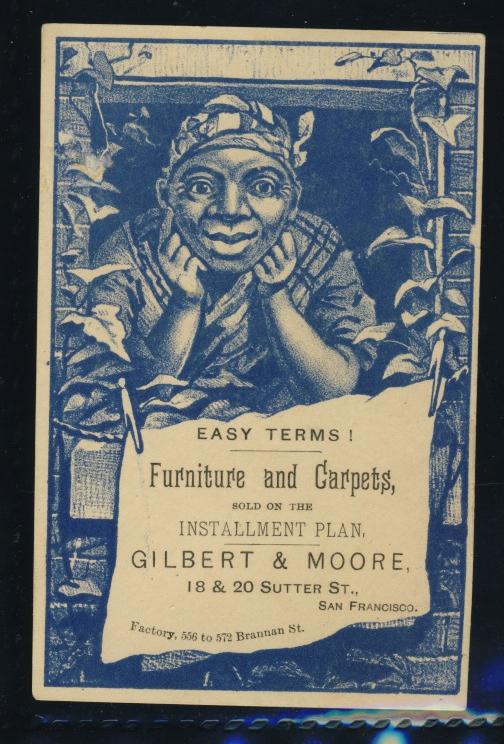 EASY TERMS!
Furniture and Carpets,
SOLD ON THE
INSTALLMENT PLAN,
GILBERT & MOORE,
18 & 20 SUTTER ST.,
SAN FRANCISCO.
Factory, 556 to 572 Brannan St.